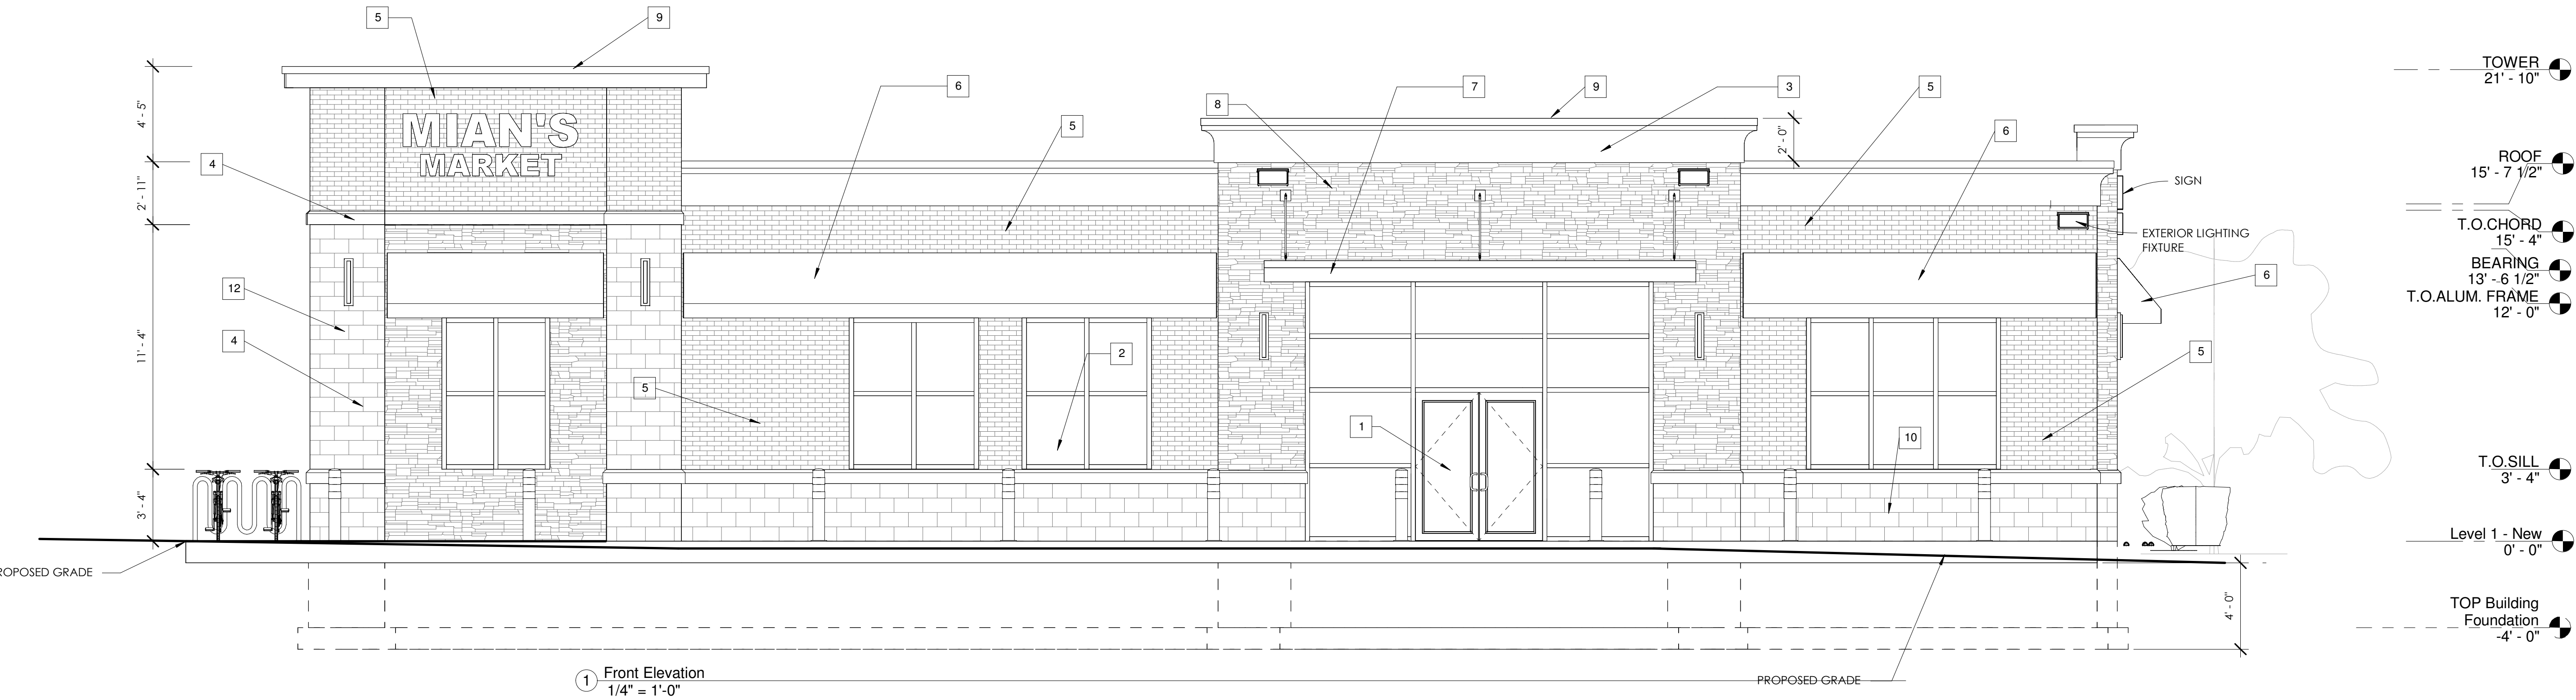 5
9
6
7
9
3
5
8
5
6
4
12
4
5
2
1
10
5
6
4' - 5"
2' - 11"
11' - 4"
3' - 4"
2' - 0"
4' - 0"
MIAN'S
MARKET
SIGN
EXTERIOR LIGHTING
FIXTURE
TOWER
21' - 10"
ROOF
15' - 7 1/2"
T.O.CHORD
15' - 4"
BEARING
13' - 6 1/2"
T.O.ALUM. FRAME
12' - 0"
T.O.SILL
3' - 4"
Level 1 - New
0' - 0"
TOP Building
Foundation
-4' - 0"
ROPOSED GRADE
1 Front Elevation
1/4" = 1'-0"
PROPOSED GRADE